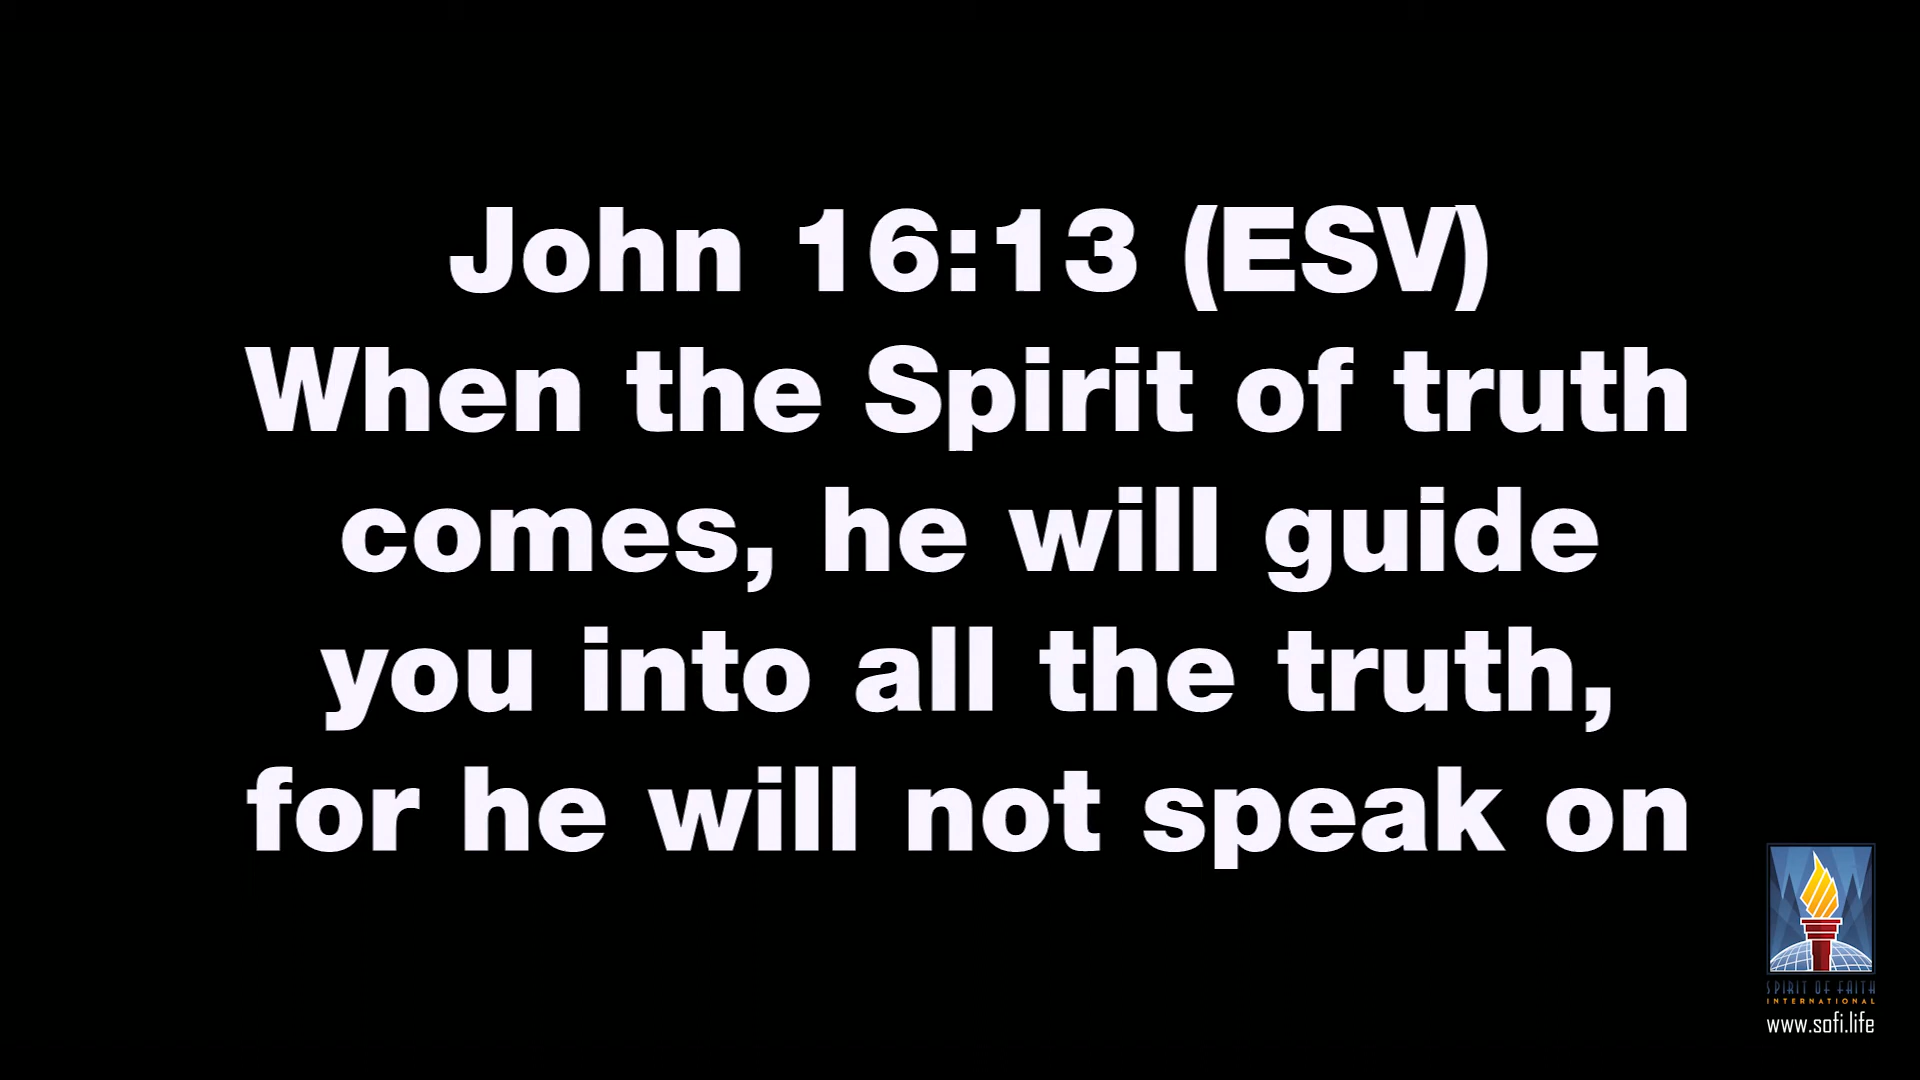 John 16:13 (ESV)
When the Spirit of truth
comes, he will guide
you into all the truth,
for he will not speak on
SPIRIT OF FAITH
INTERNATIONAL
www.sofi.life